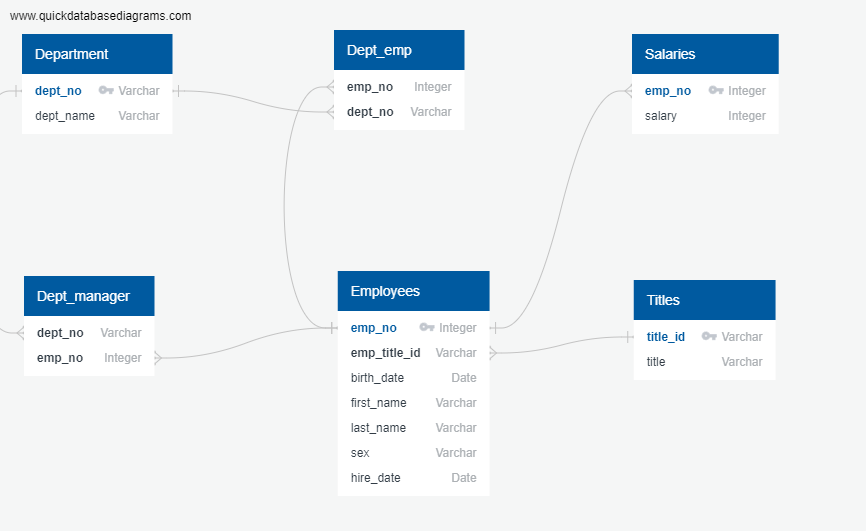 www.quickdatabasediagrams.com
Department
dept_no Varchar
dept_name Varchar
Dept_emp
emp_no Integer
dept_no Varchar
Salaries
emp_no Integer
salary Integer
Dept_manager
dept_no Varchar
emp_no Integer
Employees
emp_no Integer
emp_title_id Varchar
birth_date Date
first_name Varchar
last_name Varchar
sex Varchar
hire_date Date
Titles
title_id Varchar
title Varchar